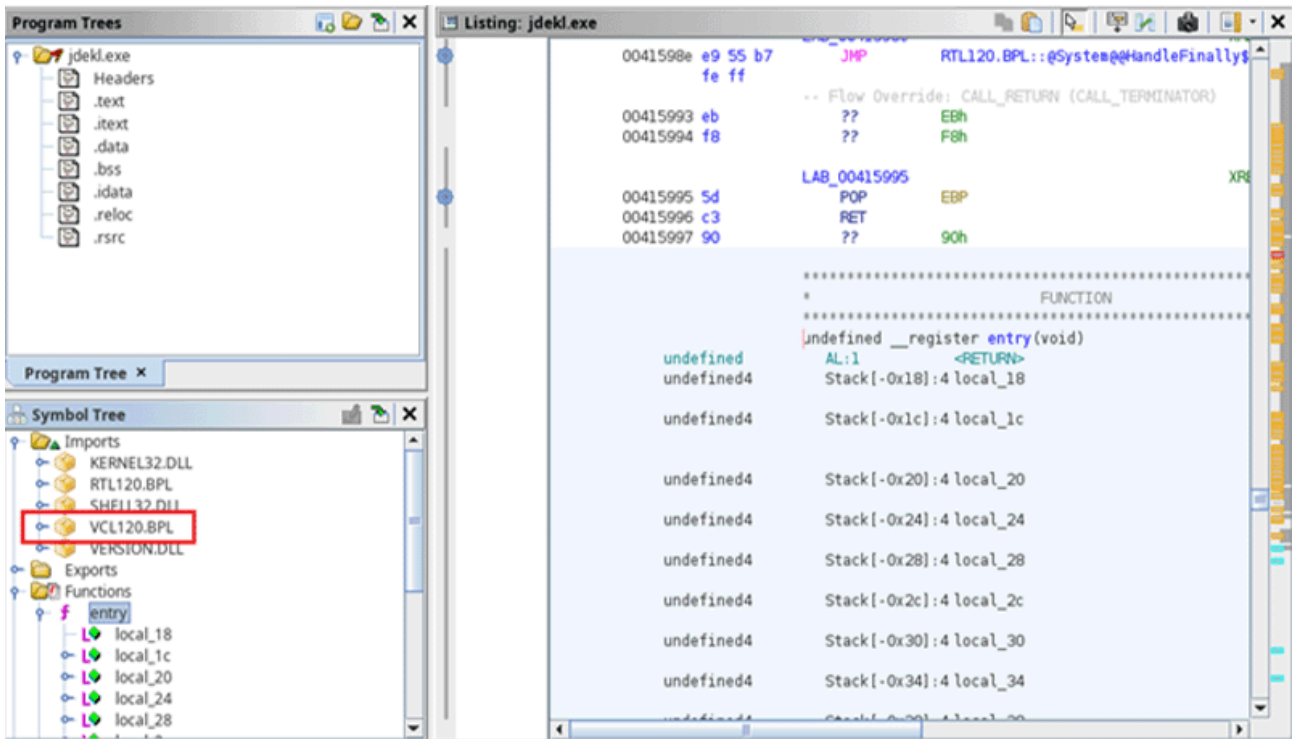 Program Trees
jdekl.exe
Headers
.text
.itext
.data
.bss
.idata
.reloc
.rsrc
Program Tree ×
Symbol Tree
Imports
KERNEL32.DLL
RTL120.BPL
SHELL32.DLL
VCL120.BPL
VERSION.DLL
Exports
Functions
f entry
L local_18
L local_1c
L local_20
L local_24
L local_28
Listing: jdekl.exe
0041598e e9 55 b7 JMP RTL120.BPL::@System@@HandleFinally$
fe ff
-- Flow Override: CALL_RETURN (CALL_TERMINATOR)
00415993 eb ?? EBh
00415994 f8 ?? F8h
LAB_00415995 XRE
00415995 5d POP EBP
00415996 c3 RET
00415997 90 ?? 90h
* FUNCTION
undefined __register entry(void)
undefined AL:1 <RETURN>
undefined4 Stack[-0x18]:4 local_18
undefined4 Stack[-0x1c]:4 local_1c
undefined4 Stack[-0x20]:4 local_20
undefined4 Stack[-0x24]:4 local_24
undefined4 Stack[-0x28]:4 local_28
undefined4 Stack[-0x2c]:4 local_2c
undefined4 Stack[-0x30]:4 local_30
undefined4 Stack[-0x34]:4 local_34